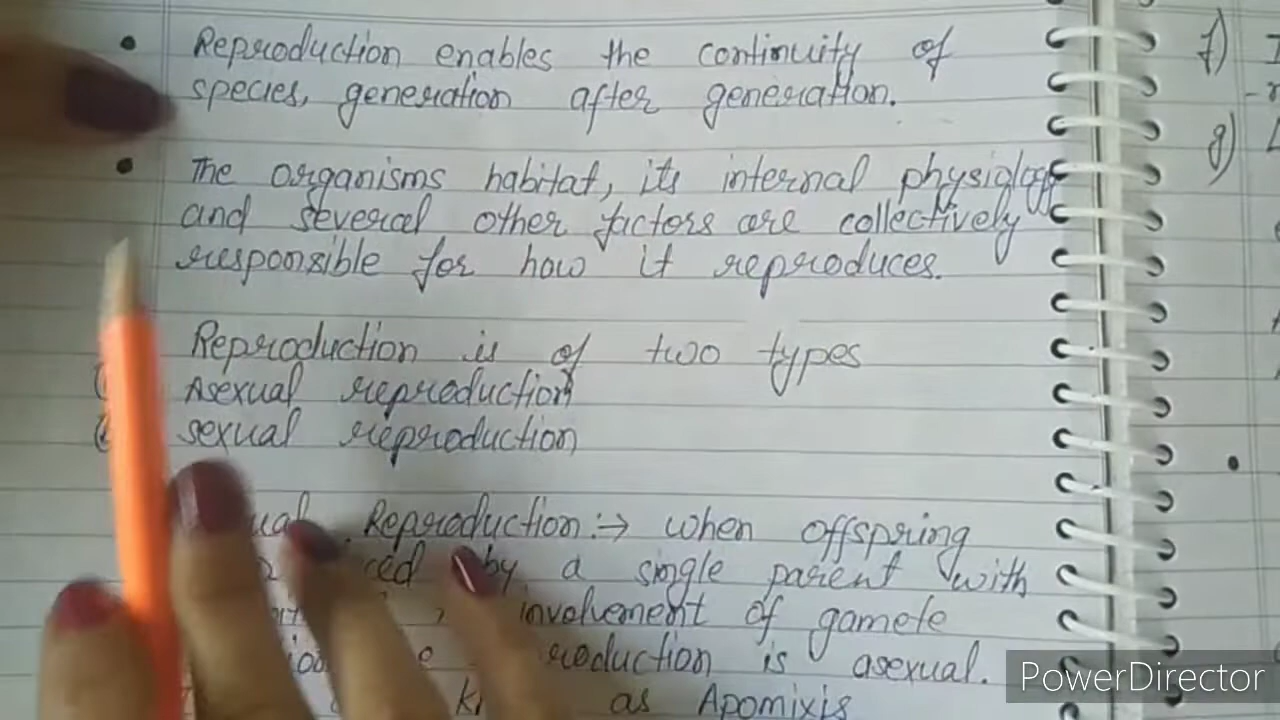 • Reproduction enables the continuity of
species, generation after generation.
• The organisms habitat, its internal physiology
and several other factors are collectively
responsible for how it reproduces.
Reproduction is of two types
Asexual reproduction
sexual reproduction
Reproduction:→ when offspring
by a single parent with
involvement of gamete
is asexual.
as Apomixis
f)
g)
PowerDirector